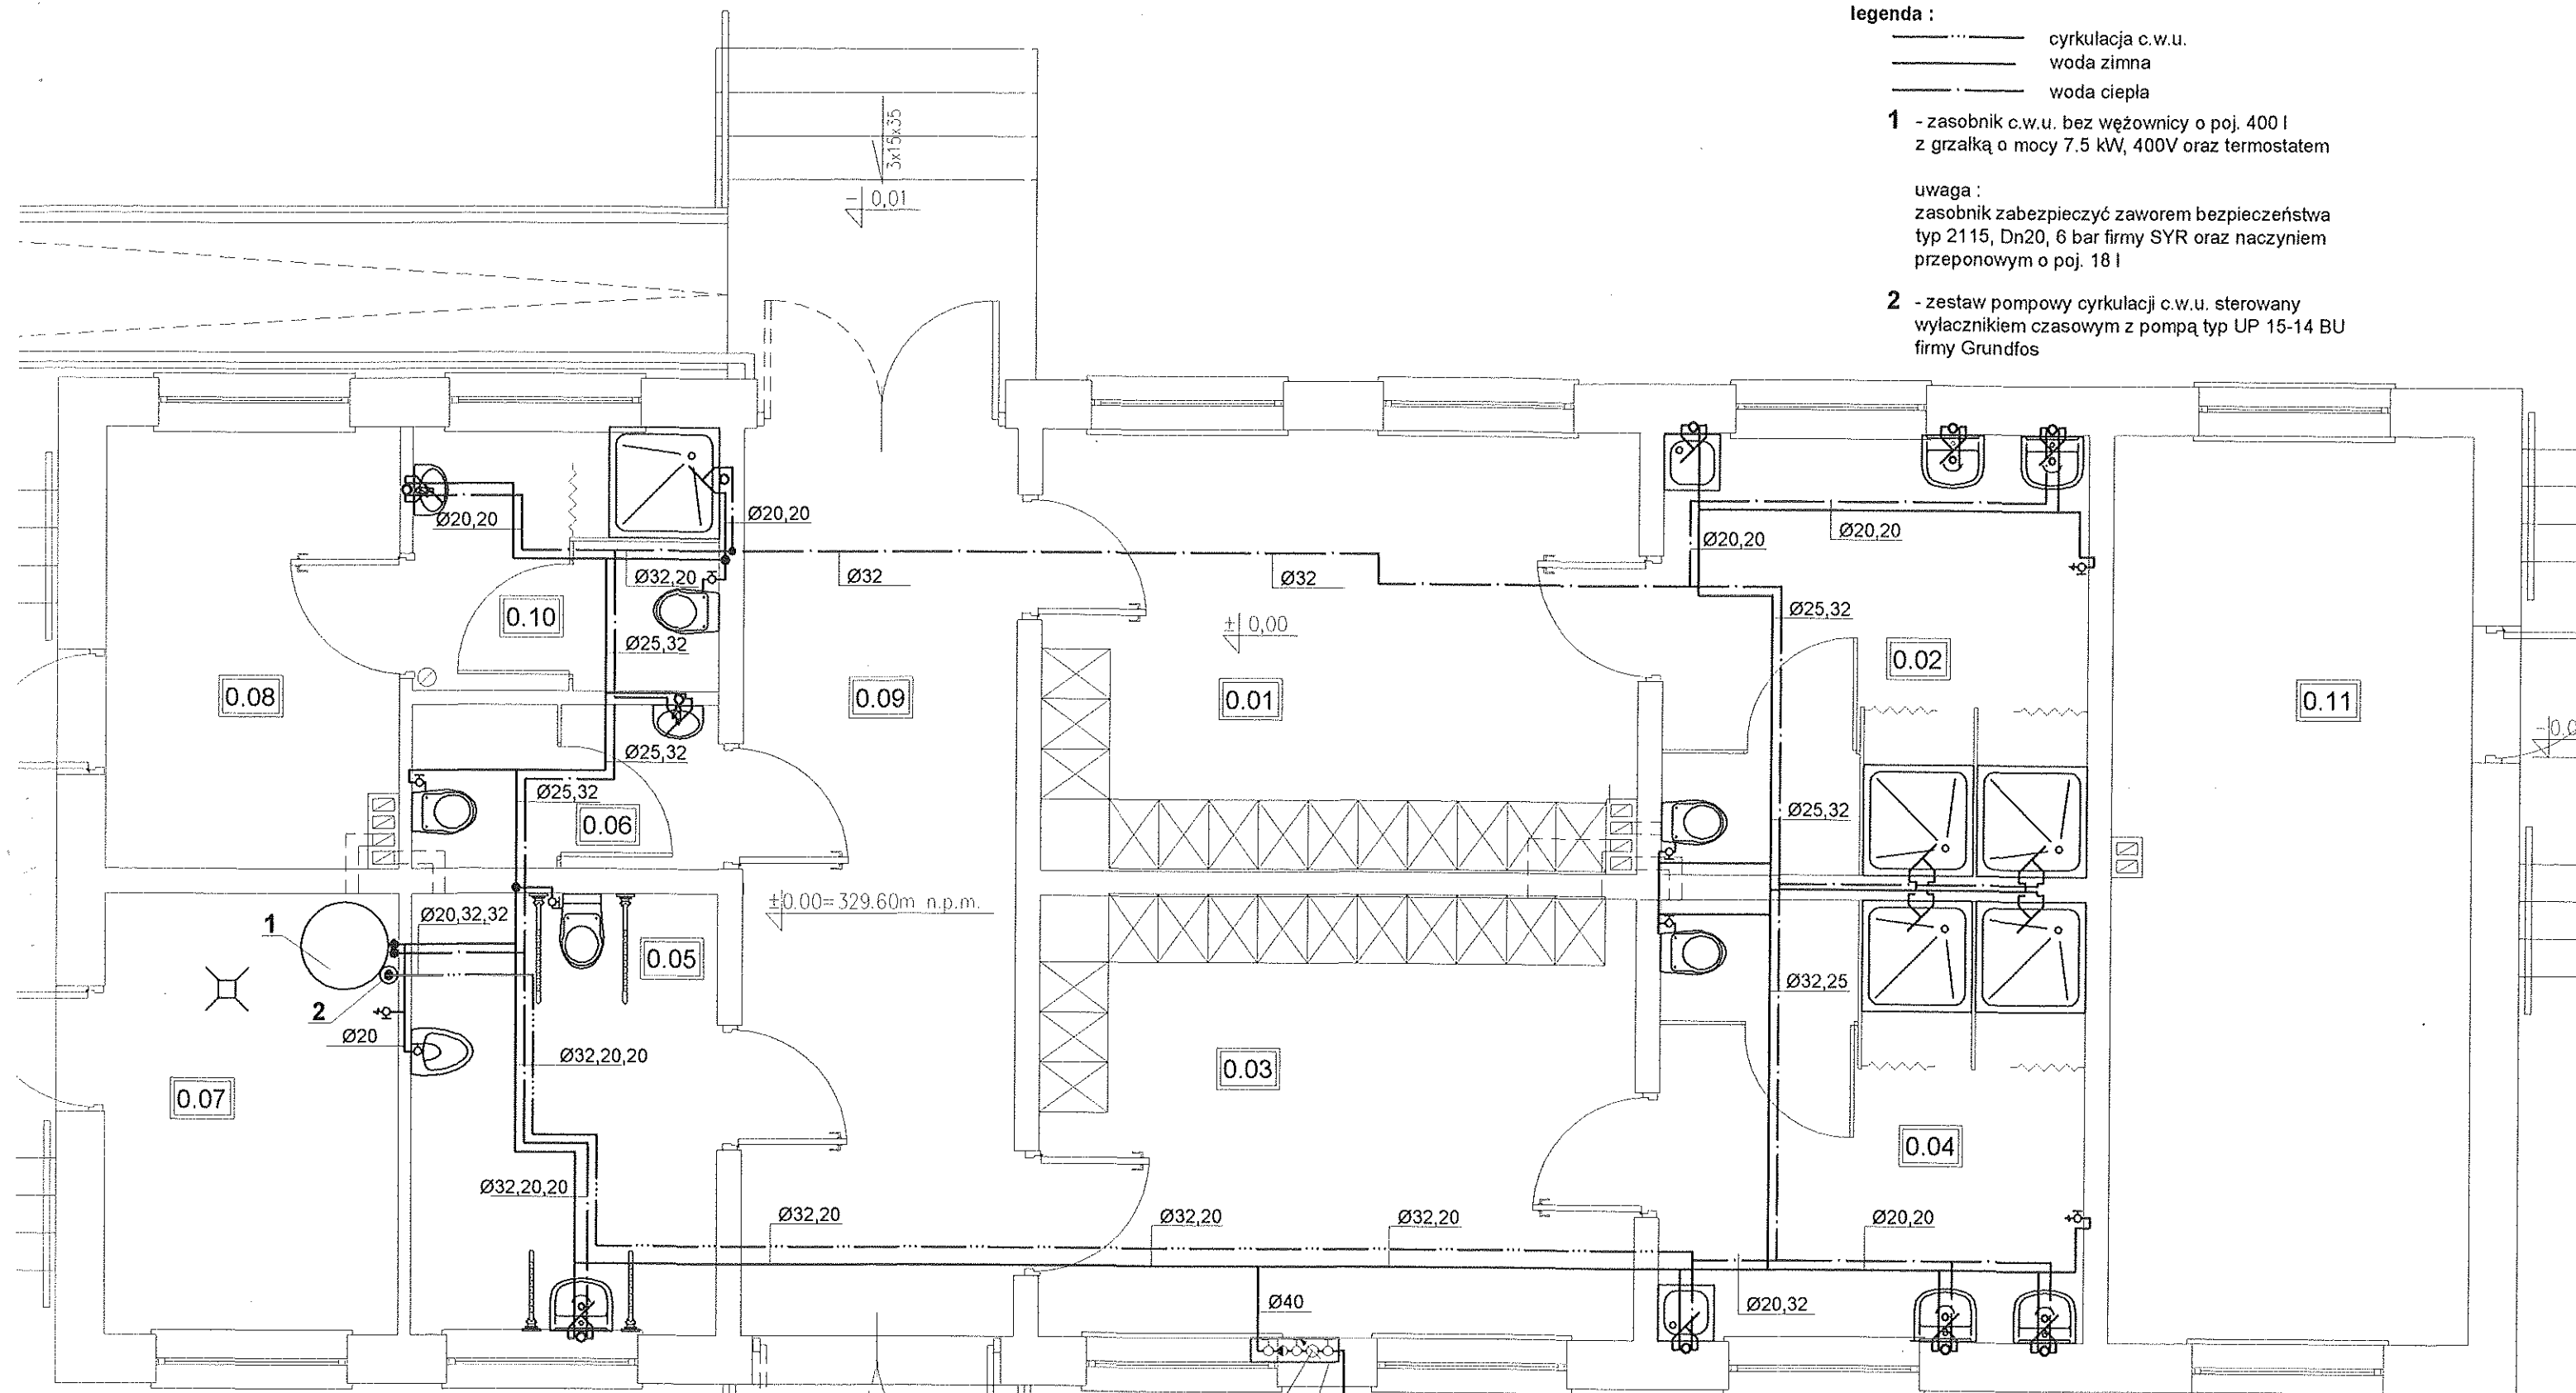 legenda :
cyrkulacja c.w.u.
woda zimna
woda ciepła
1 - zasobnik c.w.u. bez wężownicy o poj. 400 l
z grzałką o mocy 7.5 kW, 400V oraz termostatem
uwaga :
zasobnik zabezpieczyć zaworem bezpieczeństwa
typ 2115, Dn20, 6 bar firmy SYR oraz naczyniem
przeponowym o poj. 18 l
2 - zestaw pompowy cyrkulacji c.w.u. sterowany
wyłacznikiem czasowym z pompą typ UP 15-14 BU
firmy Grundfos
3x15x35
- 0,01
Ø20,20
Ø20,20
Ø20,20
Ø20,20
Ø32,20
Ø32
Ø32
0.10
Ø25,32
± 0,00
Ø25,32
0.02
0.08
0.09
0.01
0.11
Ø25,32
Ø25,32
0.06
Ø25,32
±0.00=329.60m n.p.m.
Ø20,32,32
1
0.05
2
Ø32,25
Ø20
Ø32,20,20
0.03
0.07
0.04
Ø32,20,20
Ø32,20
Ø32,20
Ø32,20
Ø20,20
Ø40
Ø20,32